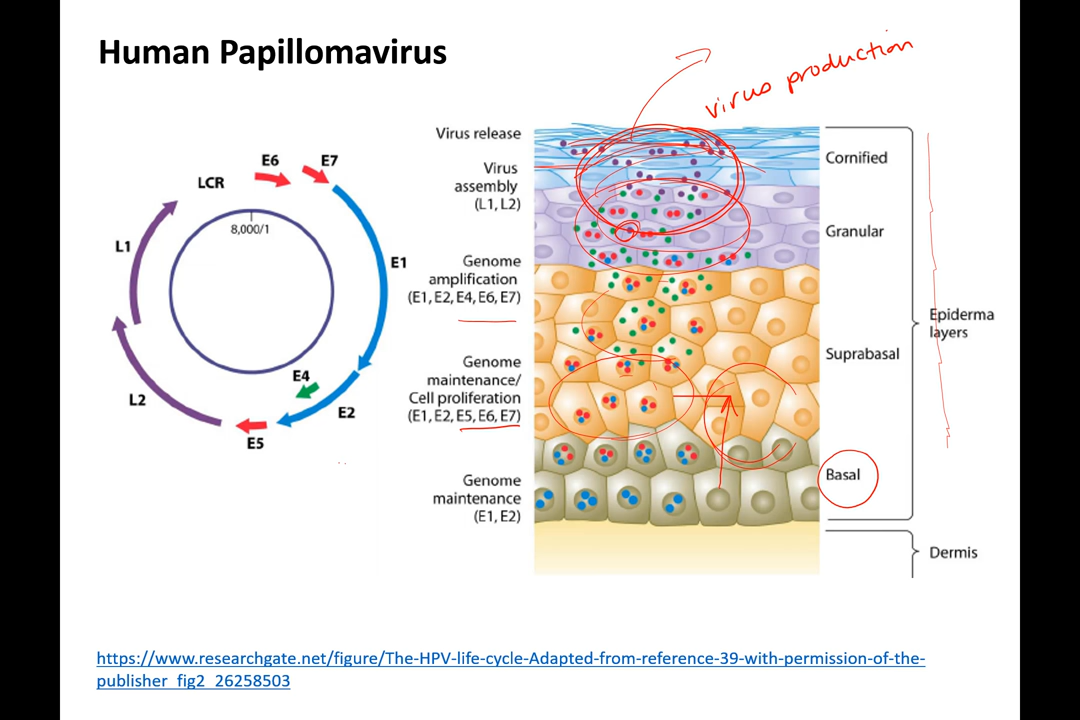 Human Papillomavirus
virus production
E6
E7
LCR
8,000/1
L1
E1
E4
L2
E2
E5
Virus release
Virus
assembly
(L1, L2)
Genome
amplification
(E1, E2, E4, E6, E7)
Genome
maintenance/
Cell proliferation
(E1, E2, E5, E6, E7)
Genome
maintenance
(E1, E2)
Cornified
Granular
Suprabasal
Basal
Epiderma
layers
Dermis
https://www.researchgate.net/figure/The-HPV-life-cycle-Adapted-from-reference-39-with-permission-of-the-
publisher_fig2_26258503